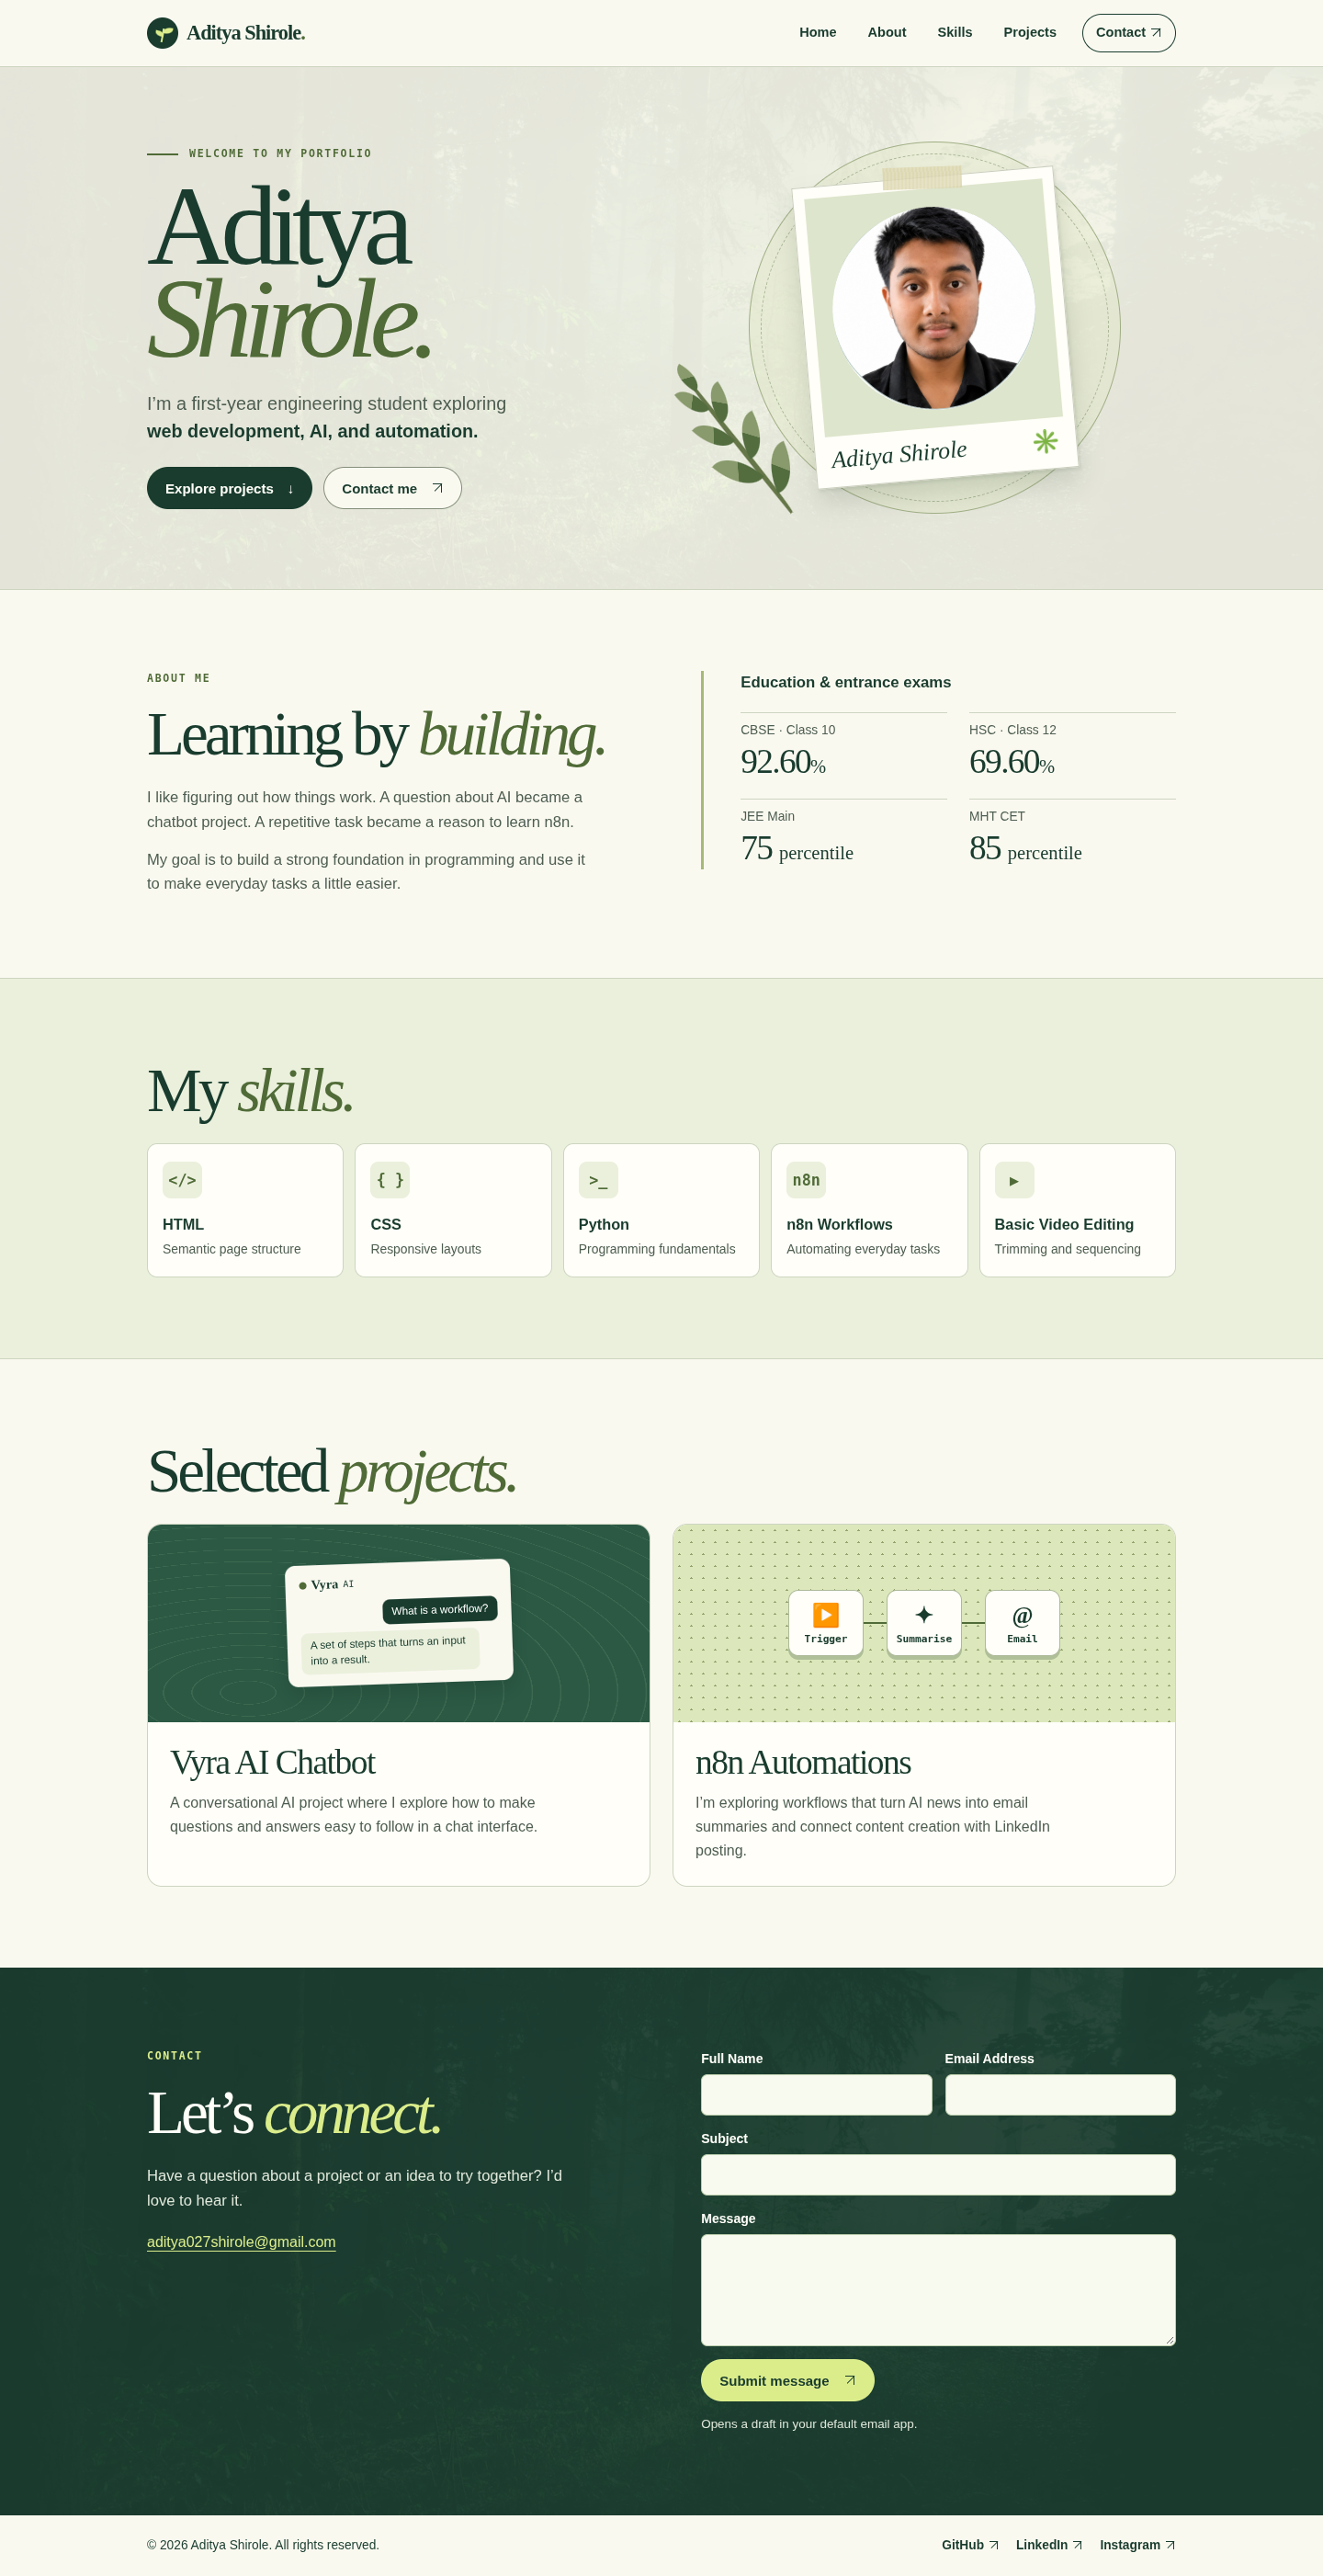 Aditya Shirole.
Home About Skills Projects Contact
WELCOME TO MY PORTFOLIO
Aditya
Shirole.
I’m a first-year engineering student exploring
web development, AI, and automation.
Explore projects ↓ Contact me
Aditya Shirole
ABOUT ME
Learning by building.
I like figuring out how things work. A question about AI became a
chatbot project. A repetitive task became a reason to learn n8n.
My goal is to build a strong foundation in programming and use it
to make everyday tasks a little easier.
Education & entrance exams
CBSE · Class 10
92.60%
HSC · Class 12
69.60%
JEE Main
75 percentile
MHT CET
85 percentile
My skills.
</>
HTML
Semantic page structure
{ }
CSS
Responsive layouts
>_
Python
Programming fundamentals
n8n
n8n Workflows
Automating everyday tasks
Basic Video Editing
Trimming and sequencing
Selected projects.
Vyra AI
What is a workflow?
A set of steps that turns an input
into a result.
Vyra AI Chatbot
A conversational AI project where I explore how to make
questions and answers easy to follow in a chat interface.
Trigger
Summarise
@
Email
n8n Automations
I’m exploring workflows that turn AI news into email
summaries and connect content creation with LinkedIn
posting.
CONTACT
Let’s connect.
Have a question about a project or an idea to try together? I’d
love to hear it.
aditya027shirole@gmail.com
Full Name
Email Address
Subject
Message
Submit message
Opens a draft in your default email app.
© 2026 Aditya Shirole. All rights reserved.
GitHub LinkedIn Instagram